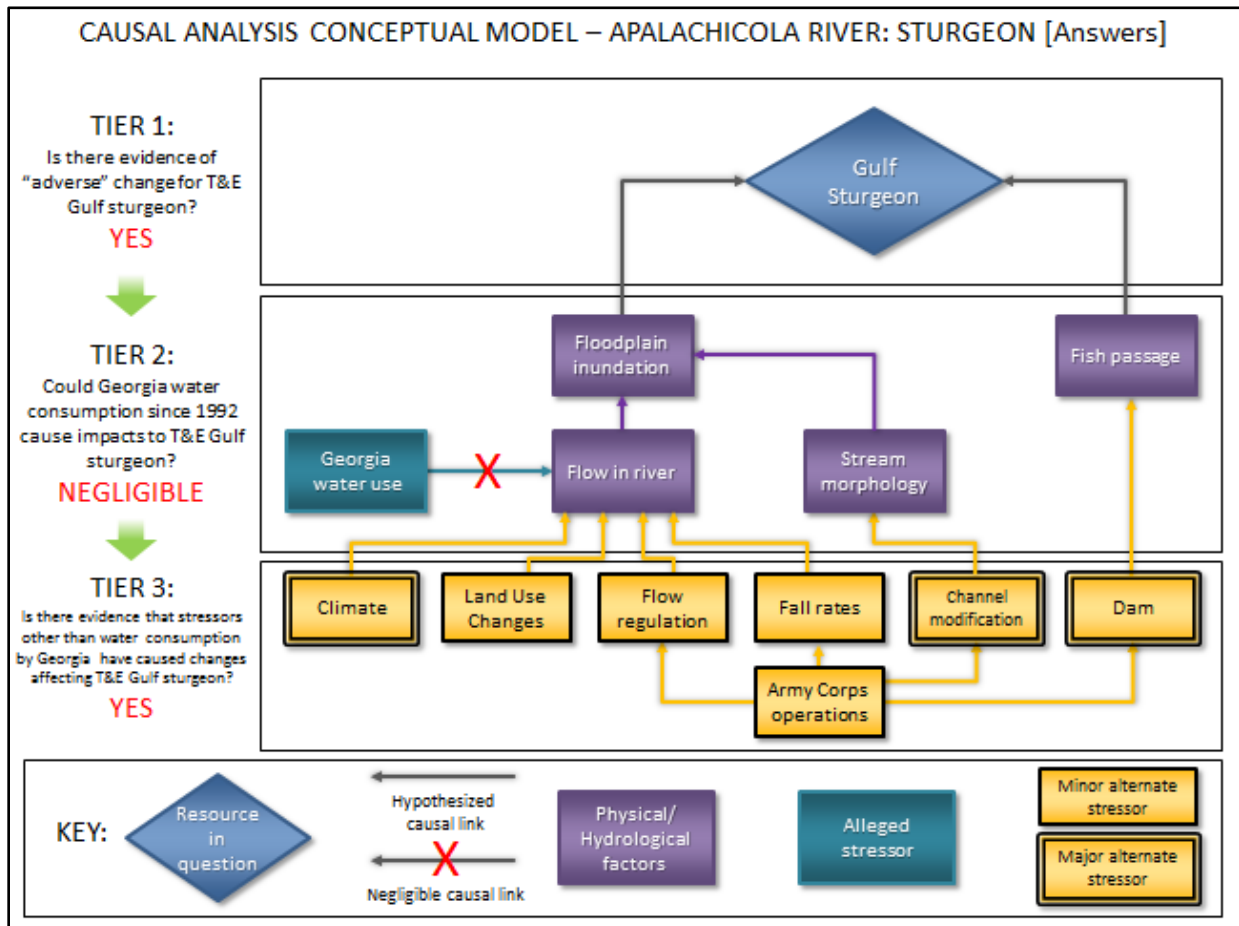 CAUSAL ANALYSIS CONCEPTUAL MODEL – APALACHICOLA RIVER: STURGEON [Answers]
TIER 1:
Is there evidence of
“adverse” change for T&E
Gulf sturgeon?
YES
Gulf
Sturgeon
TIER 2:
Could Georgia water
consumption since 1992
cause impacts to T&E Gulf
sturgeon?
NEGLIGIBLE
Floodplain
inundation
Fish passage
Georgia
water use
X
Flow in river
Stream
morphology
TIER 3:
Is there evidence that stressors
other than water consumption
by Georgia have caused changes
affecting T&E Gulf sturgeon?
YES
Climate
Land Use
Changes
Flow
regulation
Fall rates
Channel
modification
Dam
Army Corps
operations
KEY:
Resource
in
question
Hypothesized
causal link
X
Negligible causal link
Physical/
Hydrological
factors
Alleged
stressor
Minor alternate
stressor
Major alternate
stressor